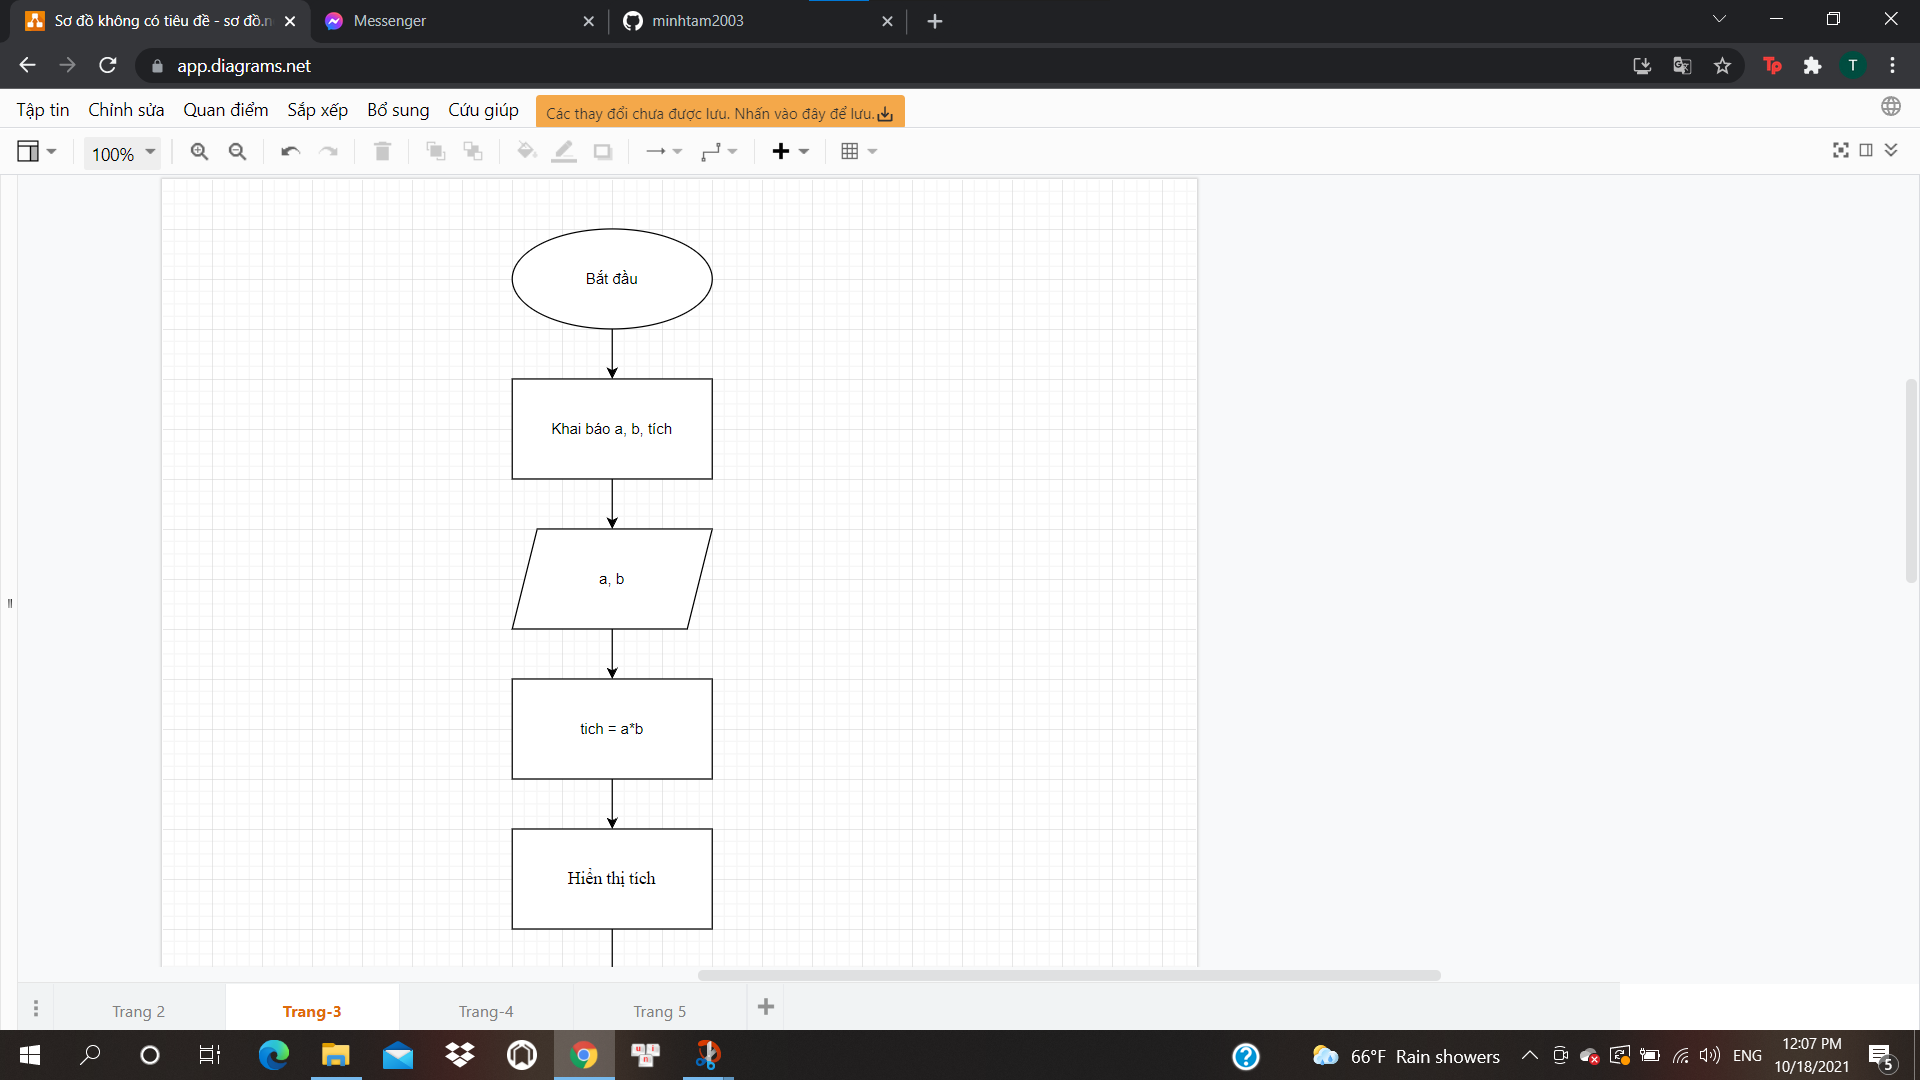 Sơ đồ không có tiêu đề - sơ đồ.n
Messenger
minhtam2003
app.diagrams.net
T
Tập tin Chỉnh sửa Quan điểm Sắp xếp Bổ sung Cứu giúp Các thay đổi chưa được lưu. Nhấn vào đây để lưu.
100%
Bắt đầu
Khai báo a, b, tích
a, b
tich = a*b
Hiển thị tích
Trang 2 Trang-3 Trang-4 Trang 5
66°F Rain showers
ENG
12:07 PM
10/18/2021
5